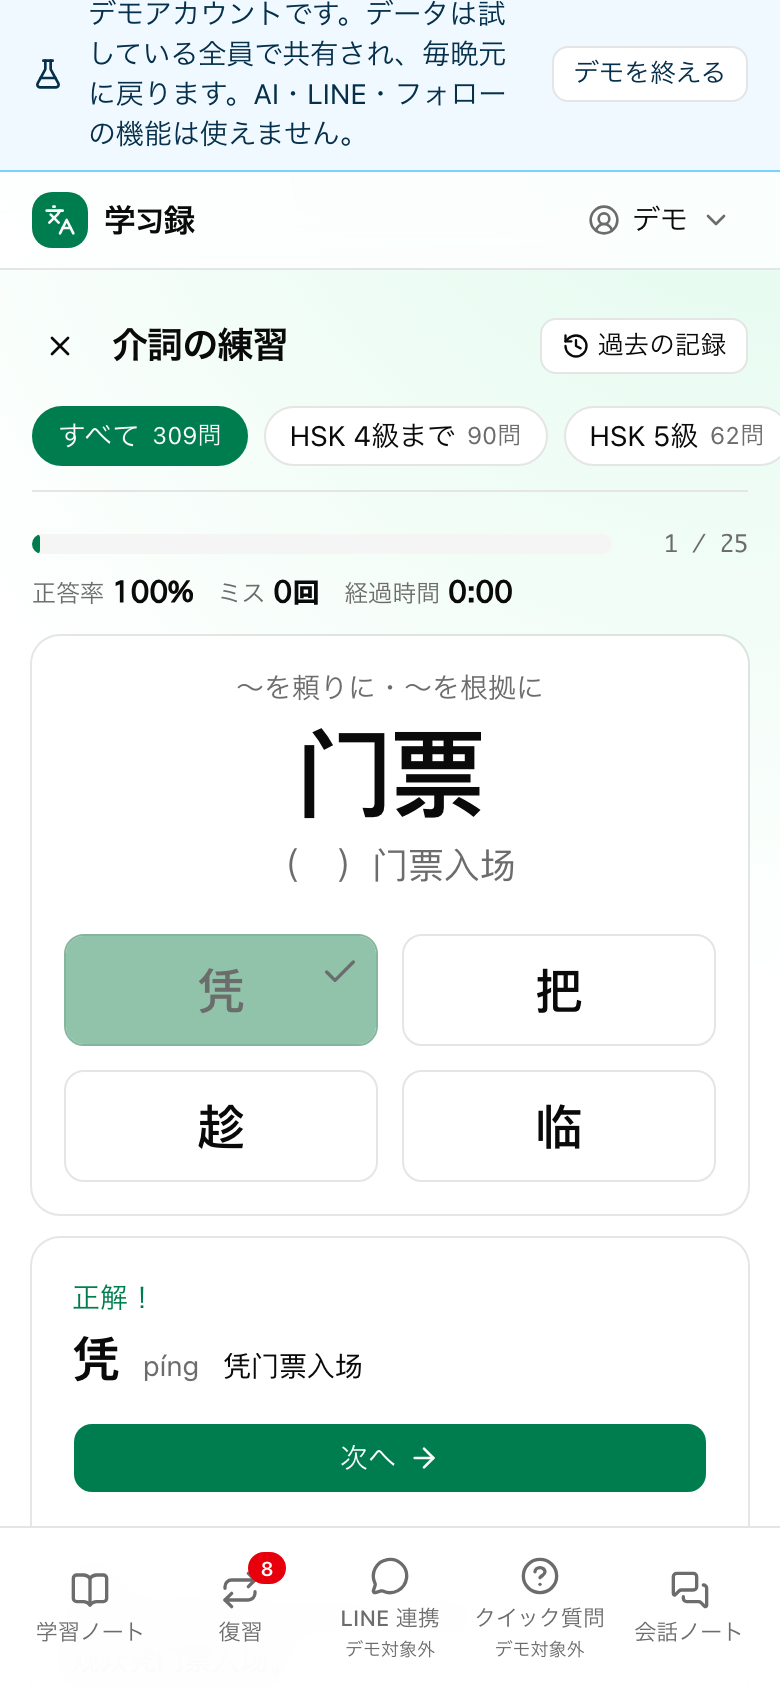 デモアカウントです。データは試
している全員で共有され、毎晩元
に戻ります。AI・LINE・フォロー
の機能は使えません。
デモを終える
学习録
デモ
介詞の練習
過去の記録
すべて 309問
HSK 4級まで 90問
HSK 5級 62問
1 / 25
正答率 100% ミス 0回 経過時間 0:00
〜を頼りに・〜を根拠に
门票
（ ）门票入场
凭
把
趁
临
正解！
凭 píng 凭门票入场
次へ →
8
学習ノート
復習
LINE 連携
デモ対象外
クイック質問
デモ対象外
会話ノート